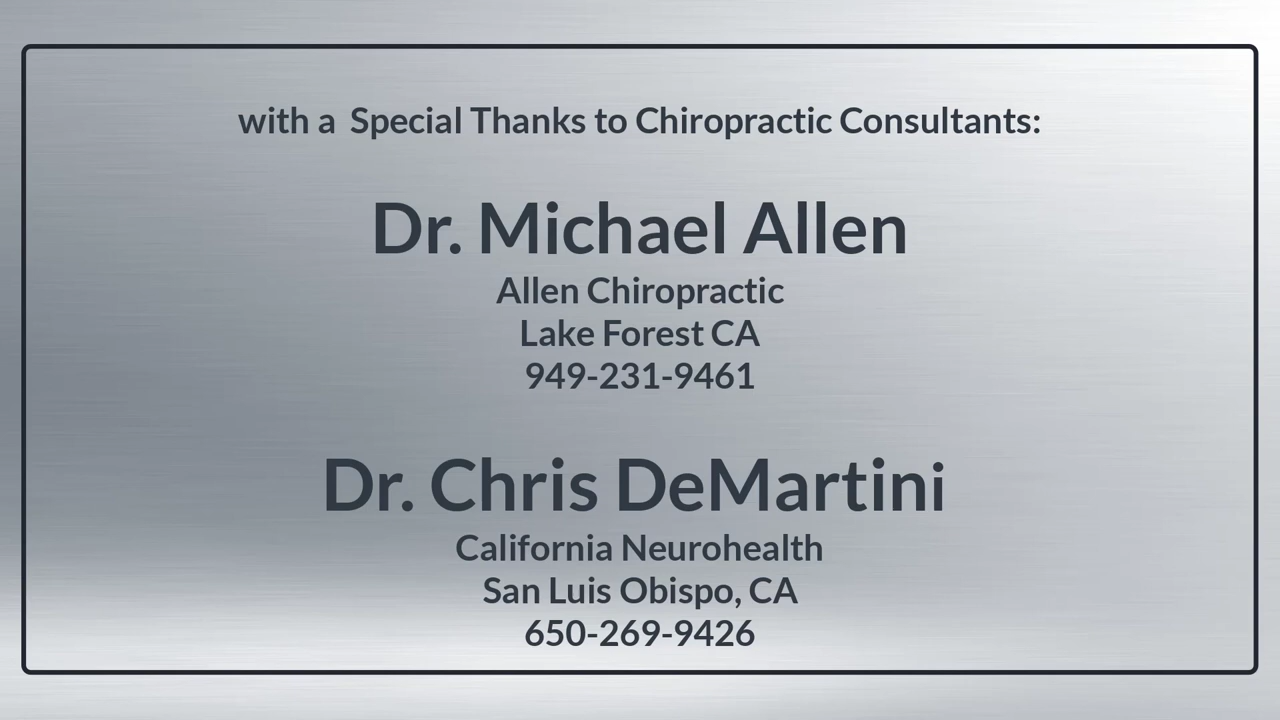 with a  Special Thanks to Chiropractic Consultants:
Dr. Michael Allen
Allen Chiropractic
Lake Forest CA
949-231-9461
Dr. Chris DeMartini
California Neurohealth
San Luis Obispo, CA
650-269-9426